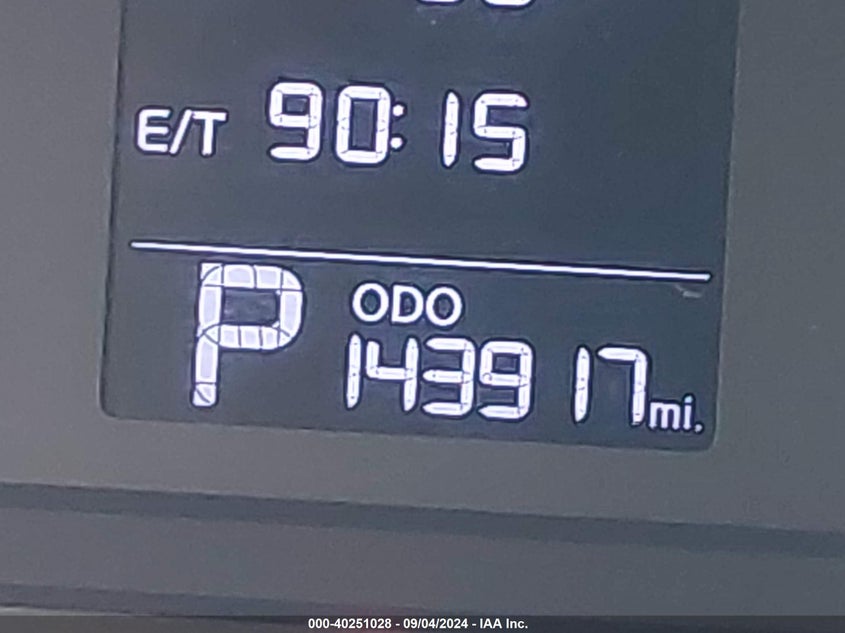 E/T 90:15
P ODO
143917 mi.
000-40251028 - 09/04/2024 - IAA Inc.